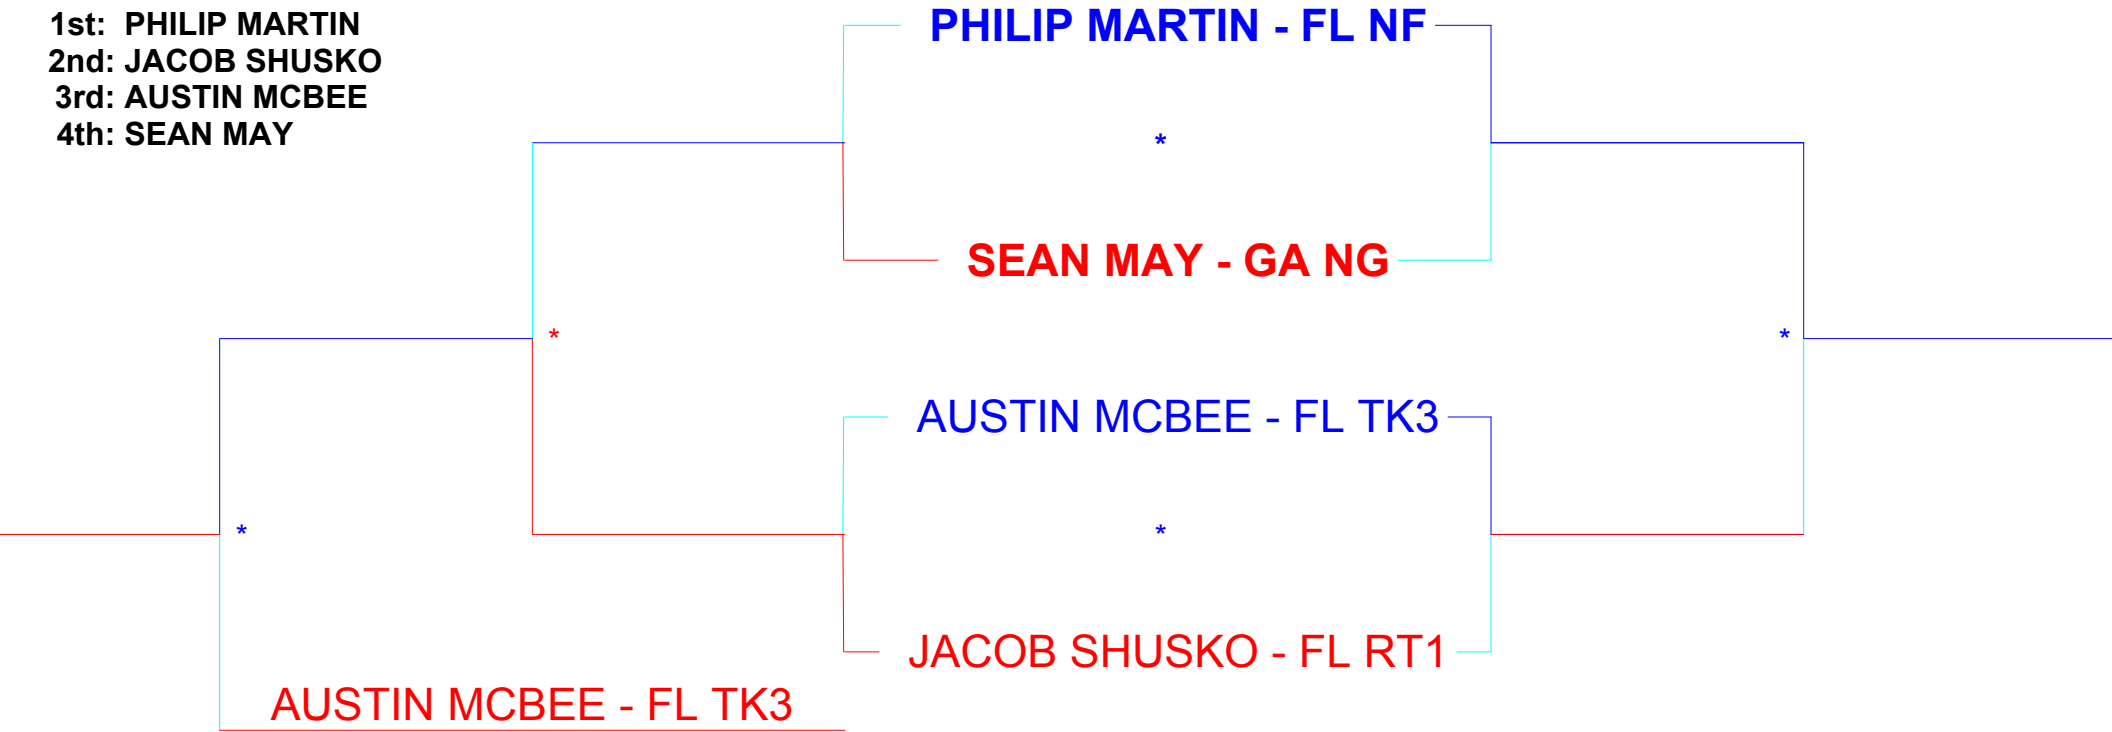 1st: PHILIP MARTIN
2nd: JACOB SHUSKO
3rd: AUSTIN MCBEE
4th: SEAN MAY
PHILIP MARTIN - FL NF
*
SEAN MAY - GA NG
*
*
AUSTIN MCBEE - FL TK3
*
*
JACOB SHUSKO - FL RT1
AUSTIN MCBEE - FL TK3